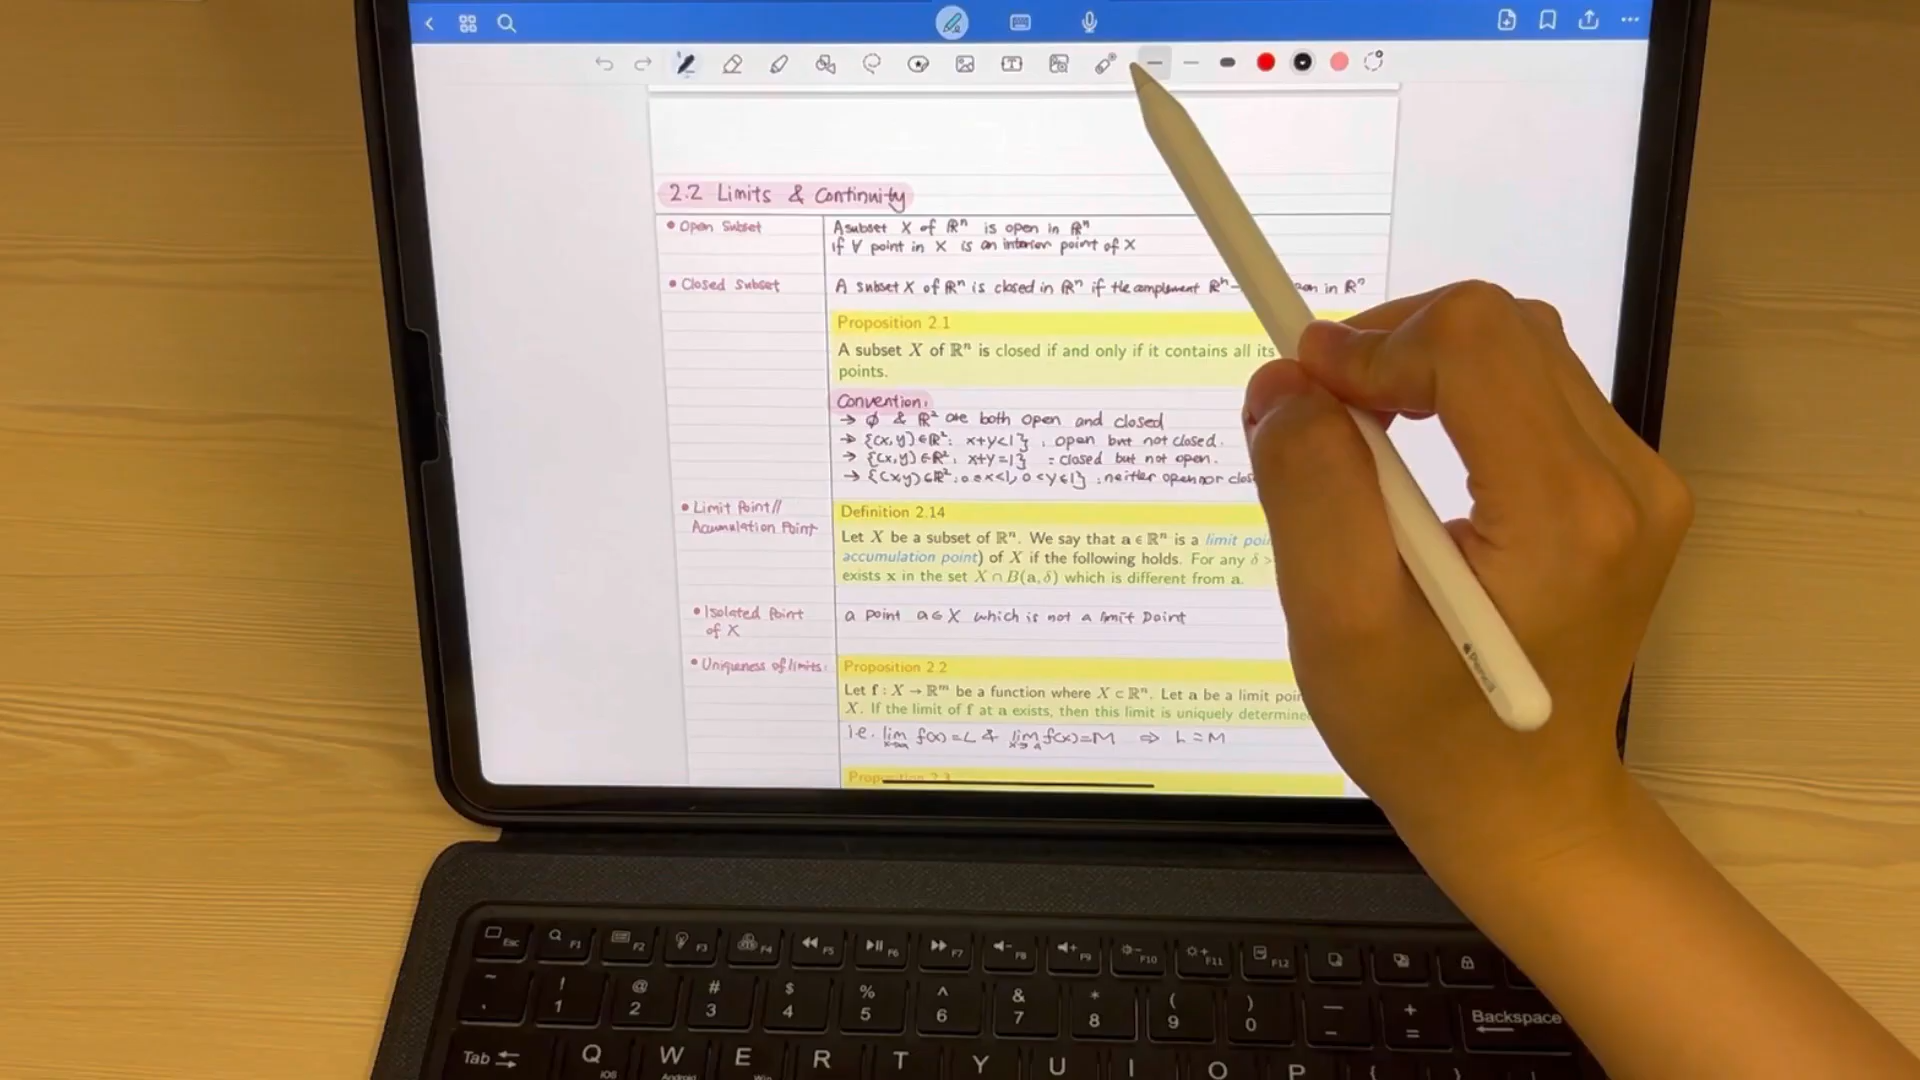 2.2 Limits & Continuity
• Open Subset
A subset X of ℝⁿ is open in ℝⁿ
if ∀ point in X is an interior point of X
• Closed Subset
A subset X of ℝⁿ is closed in ℝⁿ if the complement ℝⁿ- in ℝⁿ
Proposition 2.1
A subset X of ℝⁿ is closed if and only if it contains all its
points.
Convention:
→ ∅ & ℝ² are both open and closed
→ {(x,y)∈ℝ²: x+y<1} : open but not closed.
→ {(x,y)∈ℝ²: x+y=1} : closed but not open.
→ {(x,y)∈ℝ²: : neither open nor
• Limit Point//
Acumulation Point
Definition 2.14
Let X be a subset of ℝⁿ. We say that a ∈ ℝⁿ is a limit
accumulation point) of X if the following holds. For any δ >
exists x in the set X ∩ B(a, δ) which is different from a.
• Isolated Point
of X
a point a∈X which is not a limit point
• Uniqueness of limits:
Proposition 2.2
Let f : X → ℝᵐ be a function where X ⊂ ℝⁿ. Let a be a limit
X. If the limit of f at a exists, then this limit is uniquely
i.e. lim x→a f(x)=L & lim x→a f(x)=M ⇒ L=M
Proposition 2.3
Pencil
Esc F1 F2 F3 F4 F5 F6 F7 F8 F9 F10 F11 F12
~ ! @ # $ % ^ & * ( ) — +
1 2 3 4 5 6 7 8 9 0 − =
Backspace
Tab Q W E R T Y U I O P { }
iOS Android Win